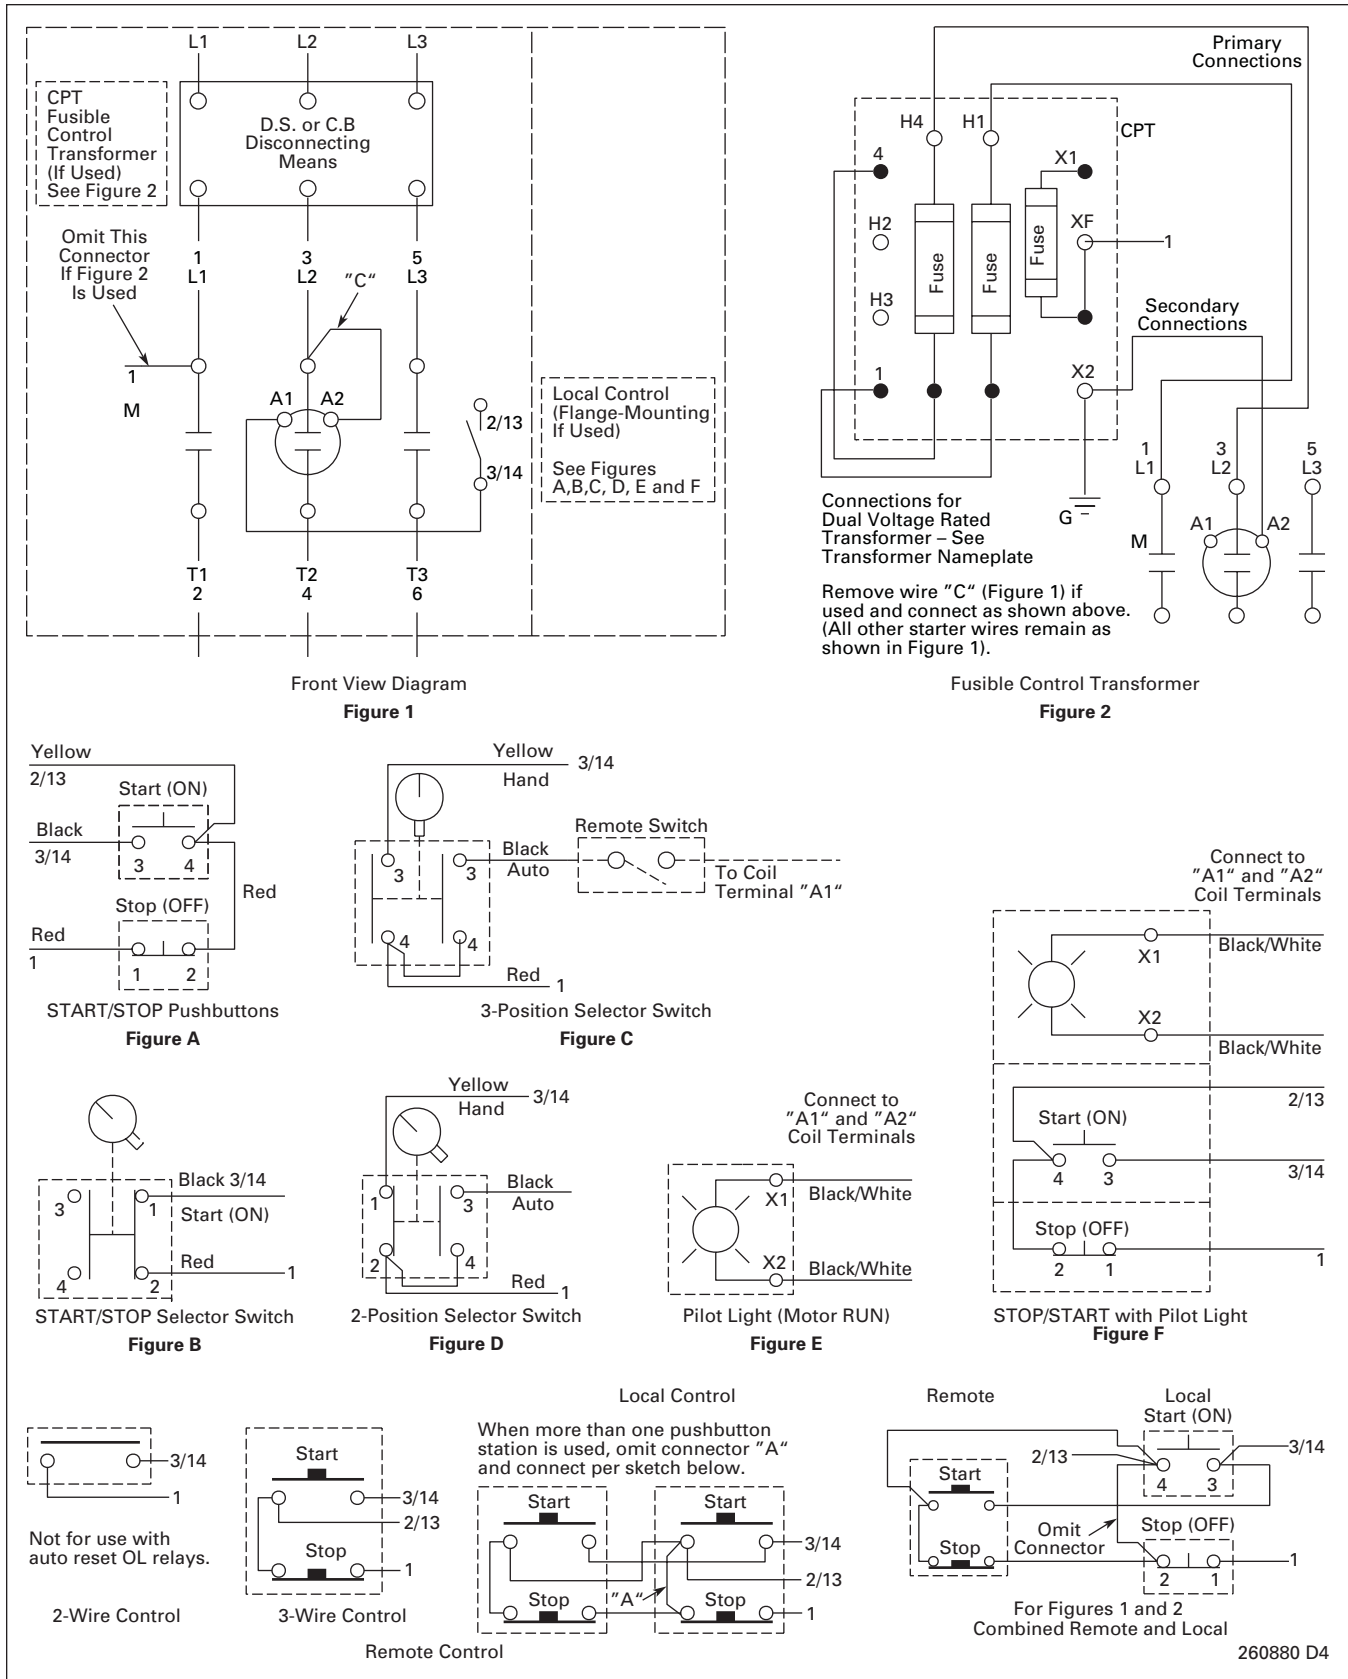 L1
L2
L3
CPT
Fusible
Control
Transformer
(If Used)
See Figure 2
D.S. or C.B
Disconnecting
Means
Omit This
Connector
If Figure 2
Is Used
1
L1
3
L2
5
L3
"C"
1
M
A1
A2
2/13
3/14
Local Control
(Flange-Mounting
If Used)
See Figures
A,B,C, D, E and F
T1
2
T2
4
T3
6
Front View Diagram
Figure 1
Primary
Connections
H4
H1
CPT
4
X1
H2
XF
1
Fuse
Fuse
Fuse
H3
Secondary
Connections
1
X2
G
1
L1
3
L2
5
L3
M
A1
A2
Connections for
Dual Voltage Rated
Transformer – See
Transformer Nameplate
Remove wire "C" (Figure 1) if
used and connect as shown above.
(All other starter wires remain as
shown in Figure 1).
Fusible Control Transformer
Figure 2
Yellow
2/13
Start (ON)
Black
3/14
3
4
Red
Stop (OFF)
Red
1
1
2
START/STOP Pushbuttons
Figure A
Yellow
3/14
Hand
Remote Switch
3
3
Black
Auto
To Coil
Terminal "A1"
4
4
Red
1
3-Position Selector Switch
Figure C
Connect to
"A1" and "A2"
Coil Terminals
X1
Black/White
X2
Black/White
2/13
Start (ON)
4
3
3/14
Stop (OFF)
2
1
1
STOP/START with Pilot Light
Figure F
3
1
Black 3/14
Start (ON)
4
2
Red
1
START/STOP Selector Switch
Figure B
Yellow
3/14
Hand
1
3
Black
Auto
2
4
Red
1
2-Position Selector Switch
Figure D
Connect to
"A1" and "A2"
Coil Terminals
X1
Black/White
X2
Black/White
Pilot Light (Motor RUN)
Figure E
3/14
1
Not for use with
auto reset OL relays.
2-Wire Control
Start
3/14
2/13
Stop
1
3-Wire Control
Local Control
When more than one pushbutton
station is used, omit connector "A"
and connect per sketch below.
Start
Start
3/14
2/13
"A"
Stop
Stop
1
Remote Control
Remote
Local
Start (ON)
2/13
3/14
4
3
Start
Omit
Connector
Stop (OFF)
Stop
2
1
1
For Figures 1 and 2
Combined Remote and Local
260880 D4